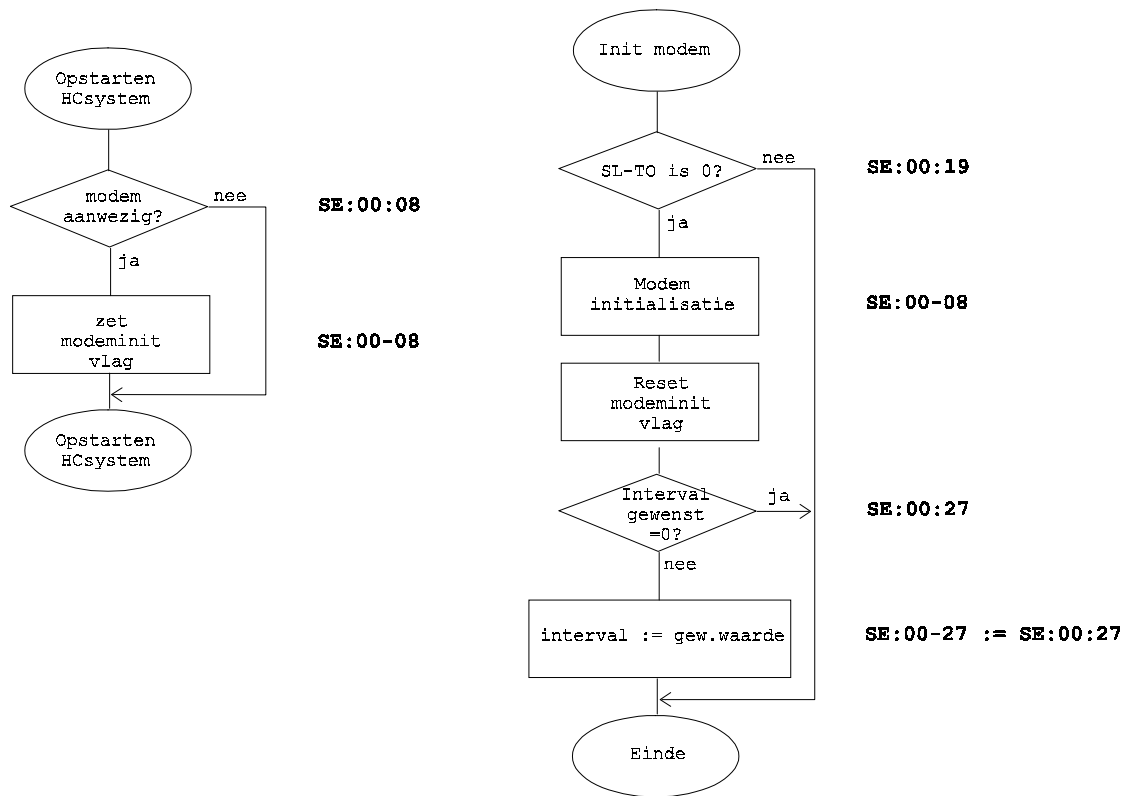 Opstarten
HCsystem
modem
aanwezig?
nee
SE:00:08
ja
zet
modeminit
vlag
SE:00-08
Opstarten
HCsystem
Init modem
SL-TO is 0?
nee
SE:00:19
ja
Modem
initialisatie
SE:00-08
Reset
modeminit
vlag
Interval
gewenst
=0?
ja
SE:00:27
nee
interval := gew.waarde
SE:00-27 := SE:00:27
Einde